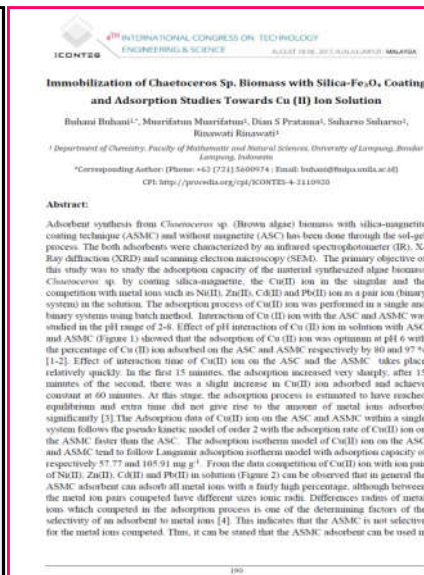 4TH INTERNATIONAL CONGRESS ON TECHNOLOGY
ENGINEERING & SCIENCE
ICONTES
KUALA LUMPUR MALAYSIA
Immobilization of Chaetoceros Sp. Biomass with Silica-Fe₃O₄ Coating
and Adsorption Studies Towards Cu (II) Ion Solution
Buhani Buhani¹·*, Musrifatun Musrifatun¹, Dian S Pratama¹, Suharso Suharso¹,
Rinawati Rinawati¹
¹ Department of Chemistry, Faculty of Mathematic and Natural Sciences, University of Lampung, Bandar
Lampung, Indonesia
*Corresponding Author: (Phone: +62 (721) 5600974 ; Email: buhani@fmipa.unila.ac.id)
CPI: http://procedia.org/cpi/ICONTES-4-2110920
Abstract:
Adsorbent synthesis from Chaetoceros sp. (Brown algae) biomass with silica-magnetite
coating technique (ASMC) and without magnetite (ASC) has been done through the sol-gel
process. The both adsorbents were characterized by an infrared spectrophotometer (IR), X-
Ray diffraction (XRD) and scanning electron microscopy (SEM). The primary objective of
this study was to study the adsorption capacity of the material synthesized algae biomass
Chaetoceros sp. by coating silica-magnetite, the Cu(II) ion in the singular and the
competition with metal ions such as Ni(II), Zn(II), Cd(II) and Pb(II) ion as a pair ion (binary
system) in the solution. The adsorption process of Cu(II) ion was performed in a single and
binary systems using batch method. Interaction of Cu (II) ion with the ASC and ASMC was
studied in the pH range of 2-8. Effect of pH interaction of Cu (II) ion in solution with ASC
and ASMC (Figure 1) showed that the adsorption of Cu (II) ion was optimum at pH 6 with
the percentage of Cu (II) ion adsorbed on the ASC and ASMC respectively by 80 and 97 %
[1-2]. Effect of interaction time of Cu(II) ion on the ASC and the ASMC takes place
relatively quickly. In the first 15 minutes, the adsorption increased very sharply, after 15
minutes of the second, there was a slight increase in Cu(II) ion adsorbed and achieve
constant at 60 minutes. At this stage, the adsorption process is estimated to have reached
equilibrium and extra time did not give rise to the amount of metal ions adsorbed
significantly [3].The Adsorption data of Cu(II) ion on the ASC and ASMC within a single
system follows the pseudo kinetic model of order 2 with the adsorption rate of Cu(II) ion on
the ASMC faster than the ASC. The adsorption isotherm model of Cu(II) ion on the ASC
and ASMC tend to follow Langmuir adsorption isotherm model with adsorption capacity of
respectively 57.77 and 105.91 mg g⁻¹. From the data competition of Cu(II) ion with ion pair
of Ni(II), Zn(II), Cd(II) and Pb(II) in solution (Figure 2) can be observed that in general the
ASMC adsorbent can adsorb all metal ions with a fairly high percentage, although between
the metal ion pairs competed have different sizes ionic radii. Differences radius of metal
ions which competed in the adsorption process is one of the determining factors of the
selectivity of an adsorbent to metal ions [4]. This indicates that the ASMC is not selective
for the metal ions competed. Thus, it can be stated that the ASMC adsorbent can be used in
190